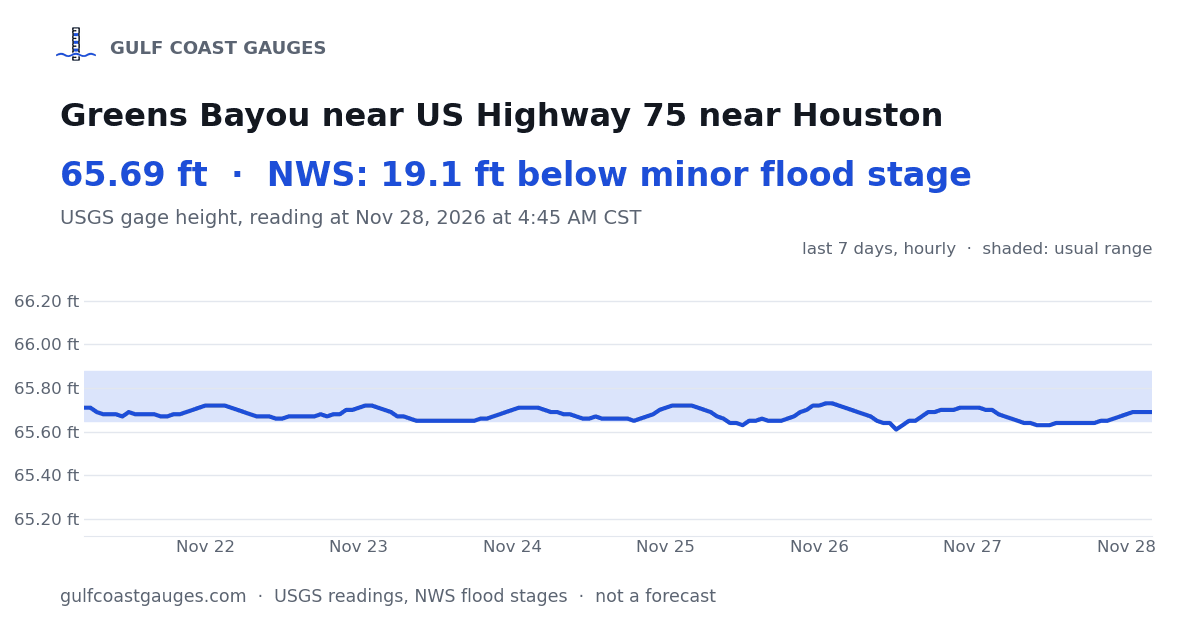 GULF COAST GAUGES
Greens Bayou near US Highway 75 near Houston
65.69 ft · NWS: 19.1 ft below minor flood stage
USGS gage height, reading at Nov 28, 2026 at 4:45 AM CST
last 7 days, hourly · shaded: usual range
66.20 ft
66.00 ft
65.80 ft
65.60 ft
65.40 ft
65.20 ft
Nov 22 Nov 23 Nov 24 Nov 25 Nov 26 Nov 27 Nov 28
gulfcoastgauges.com · USGS readings, NWS flood stages · not a forecast